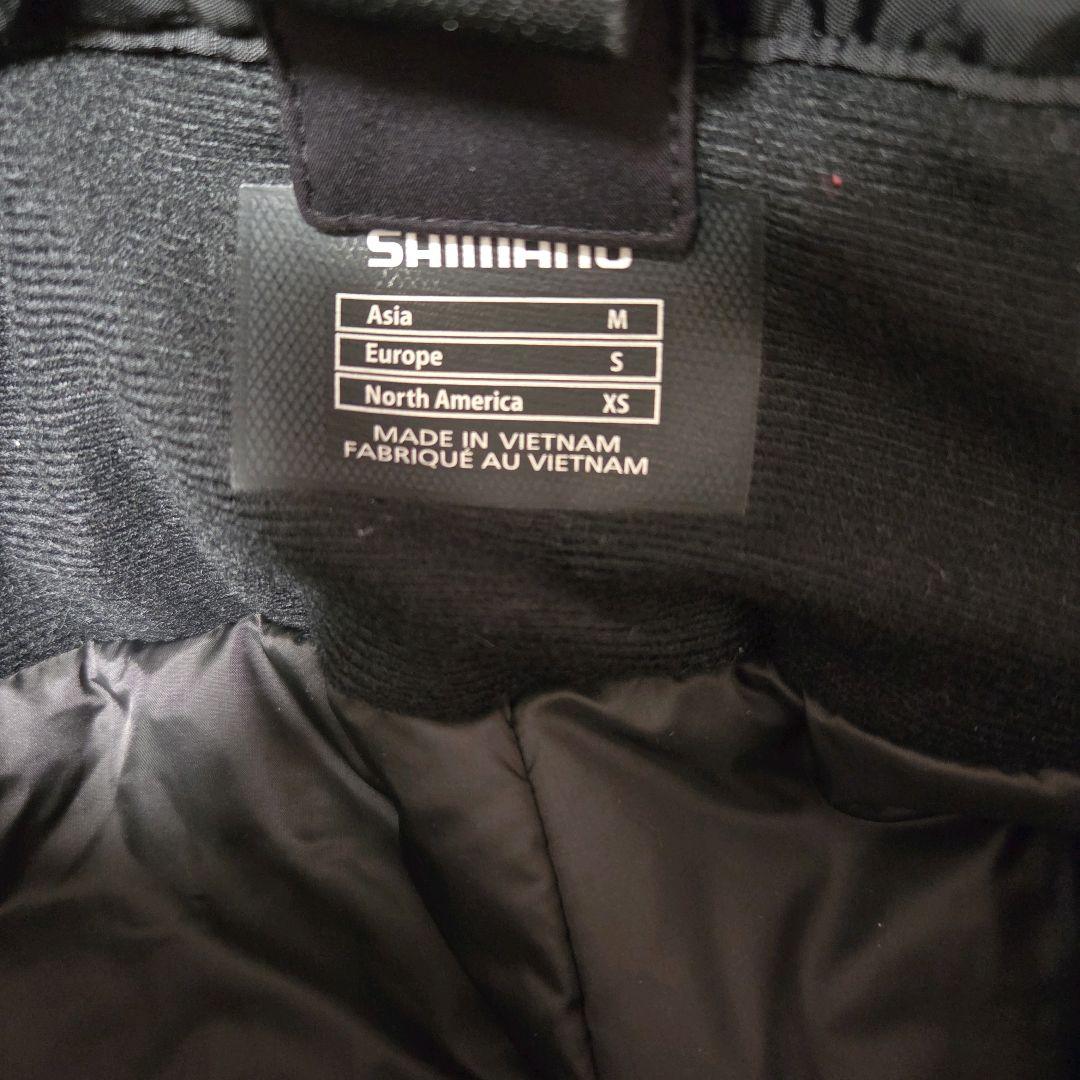 SHIMANO
Asia M
Europe S
North America XS
MADE IN VIETNAM
FABRIQUÉ AU VIETNAM